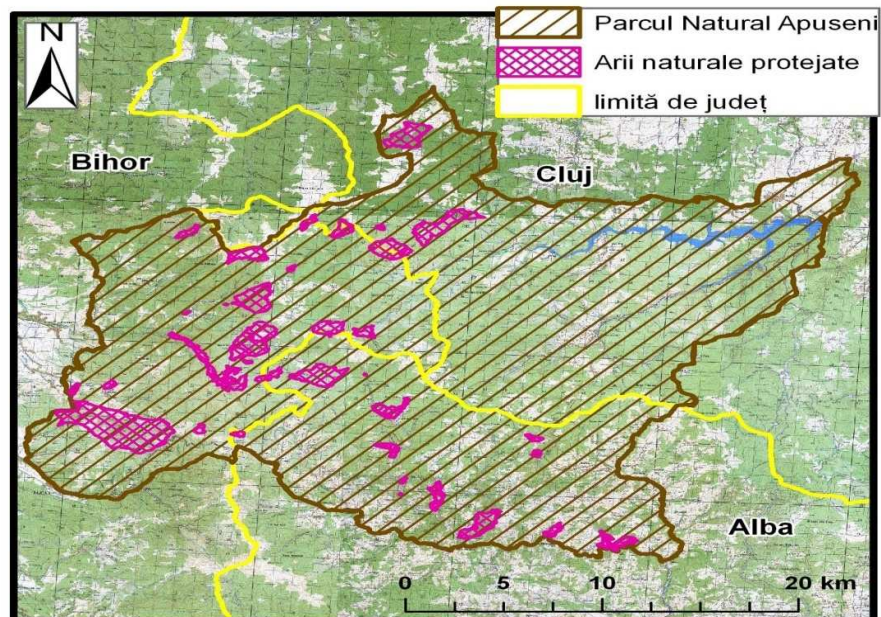 N
Parcul Natural Apuseni
Arii naturale protejate
limită de județ
Bihor
Cluj
Alba
0 5 10 20 km